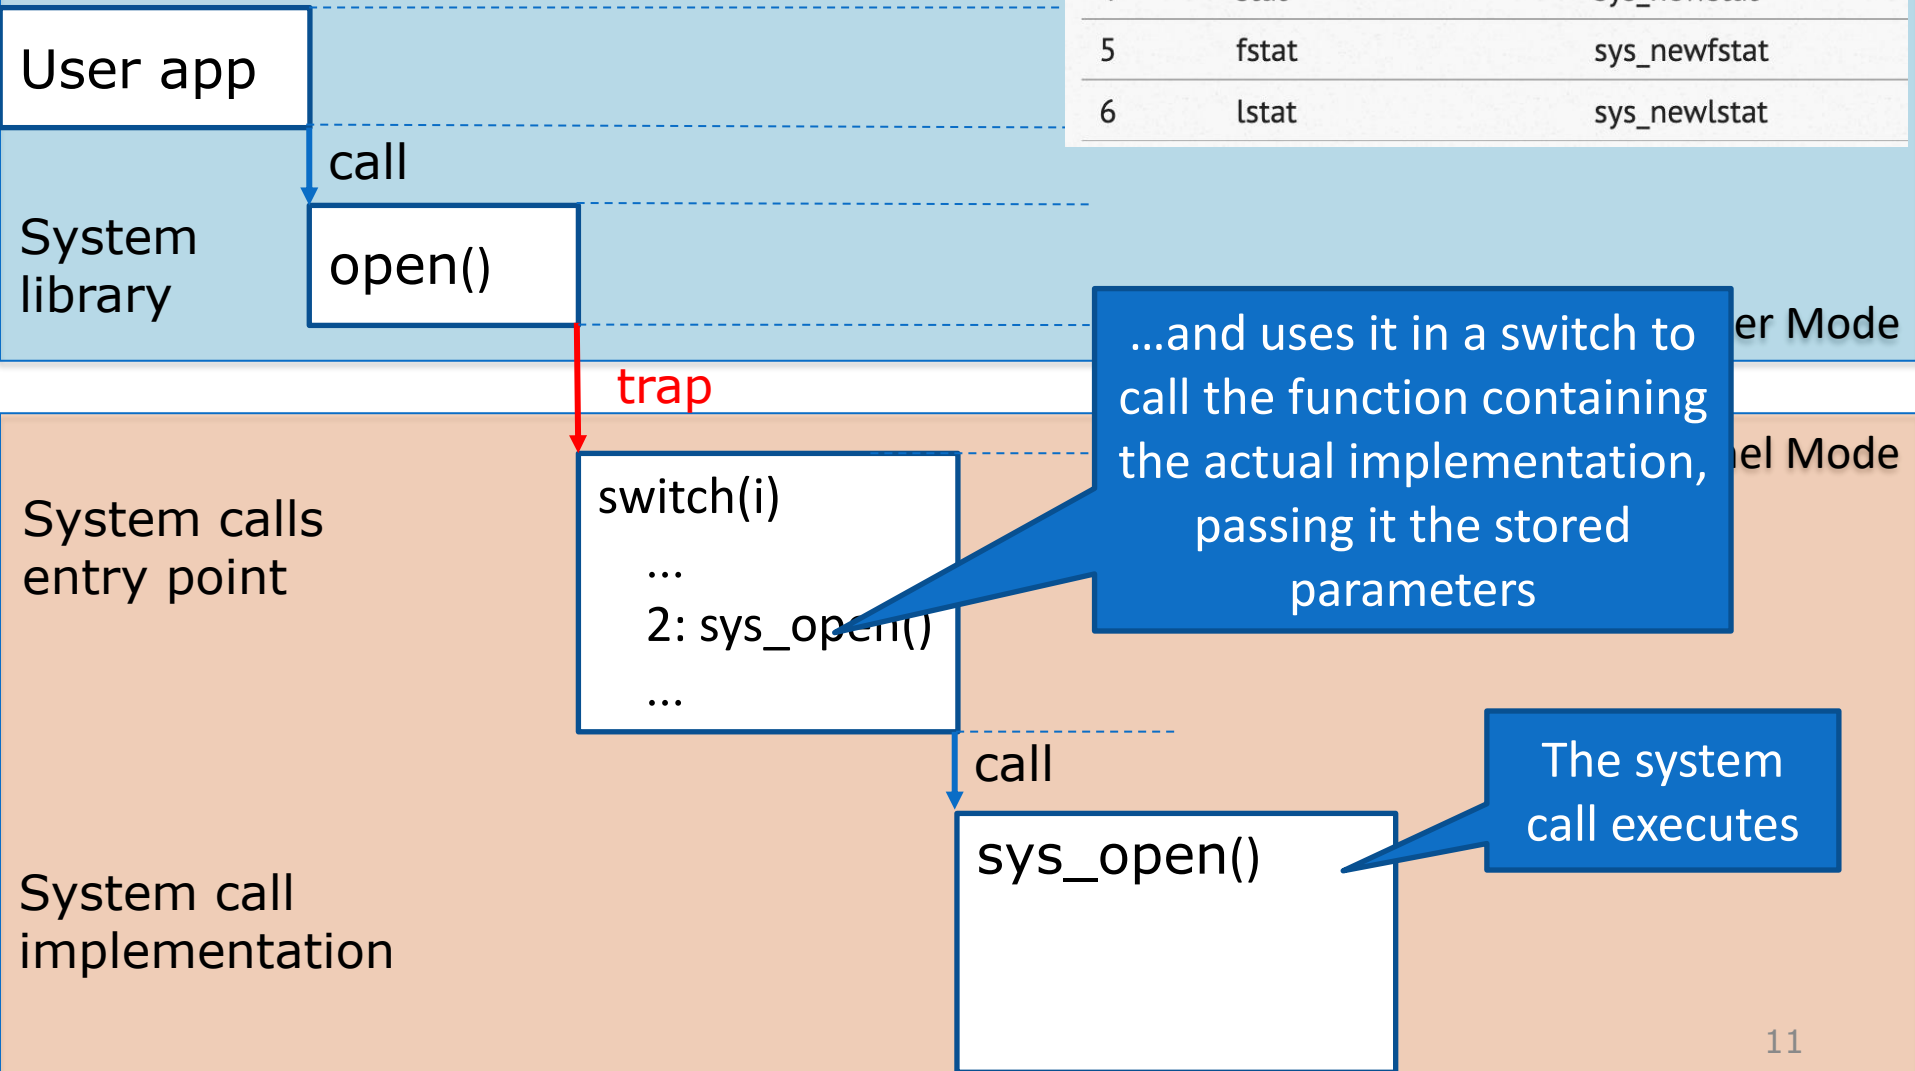 5 fstat sys_newfstat
6 lstat sys_newlstat
User app
call
System
library
open()
er Mode
…and uses it in a switch to
call the function containing
the actual implementation,
passing it the stored
parameters
trap
el Mode
System calls
entry point
switch(i)
...
2: sys_open()
...
call
The system
call executes
System call
implementation
sys_open()
11